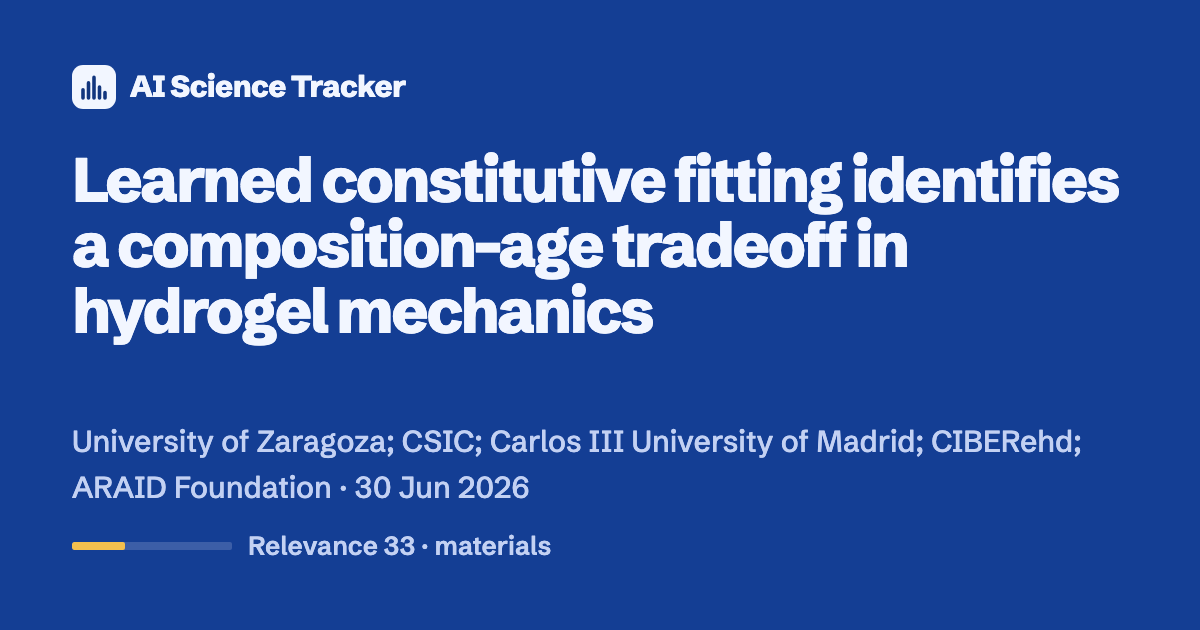 AI Science Tracker
Learned constitutive fitting identifies
a composition-age tradeoff in
hydrogel mechanics
University of Zaragoza; CSIC; Carlos III University of Madrid; CIBERehd;
ARAID Foundation · 30 Jun 2026
Relevance 33 · materials